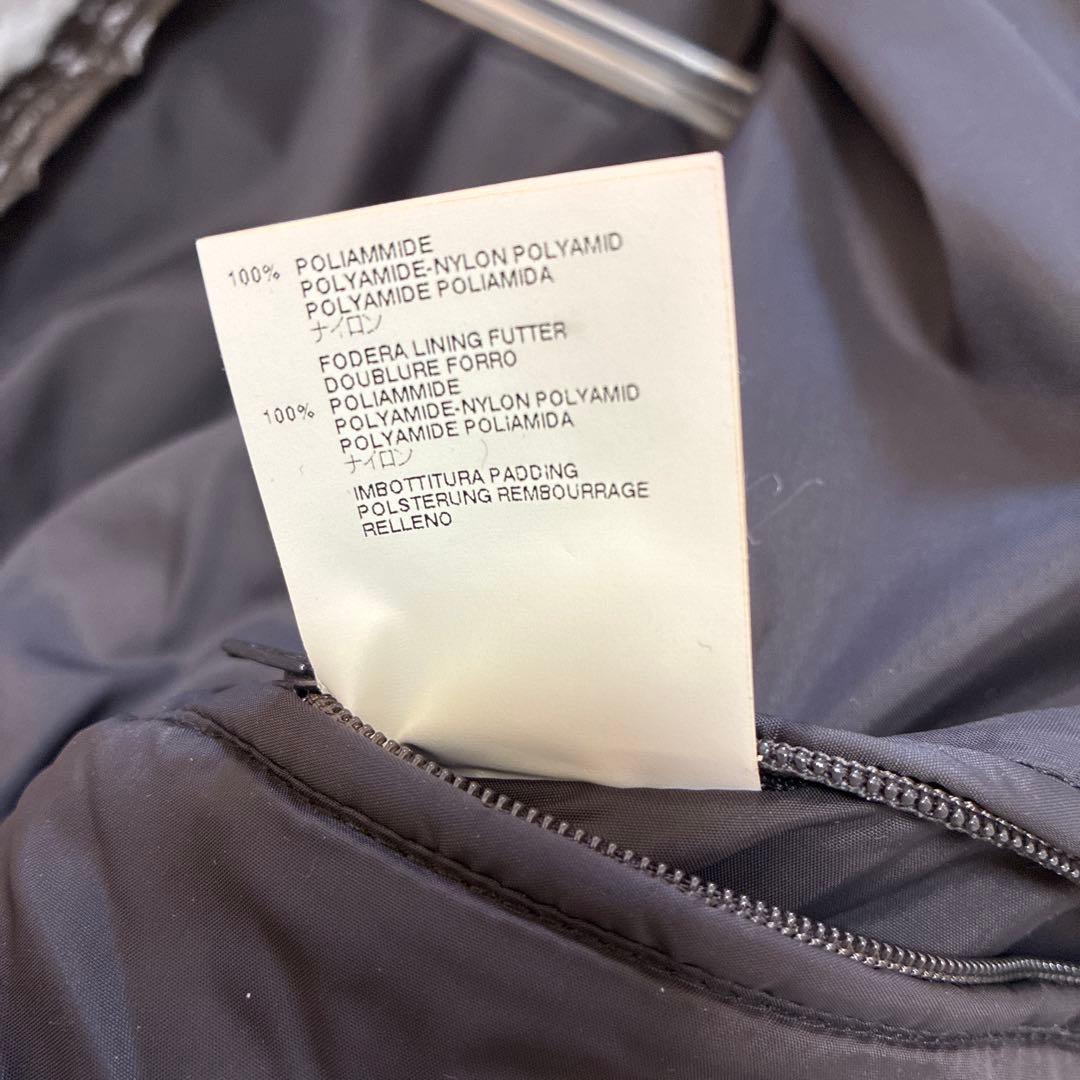 100% POLIAMMIDE
POLYAMIDE-NYLON POLYAMID
POLYAMIDE POLIAMIDA
ナイロン
FODERA LINING FUTTER
DOUBLURE FORRO
100% POLIAMMIDE
POLYAMIDE-NYLON POLYAMID
POLYAMIDE POLIAMIDA
ナイロン
IMBOTTITURA PADDING
POLSTERUNG REMBOURRAGE
RELLENO